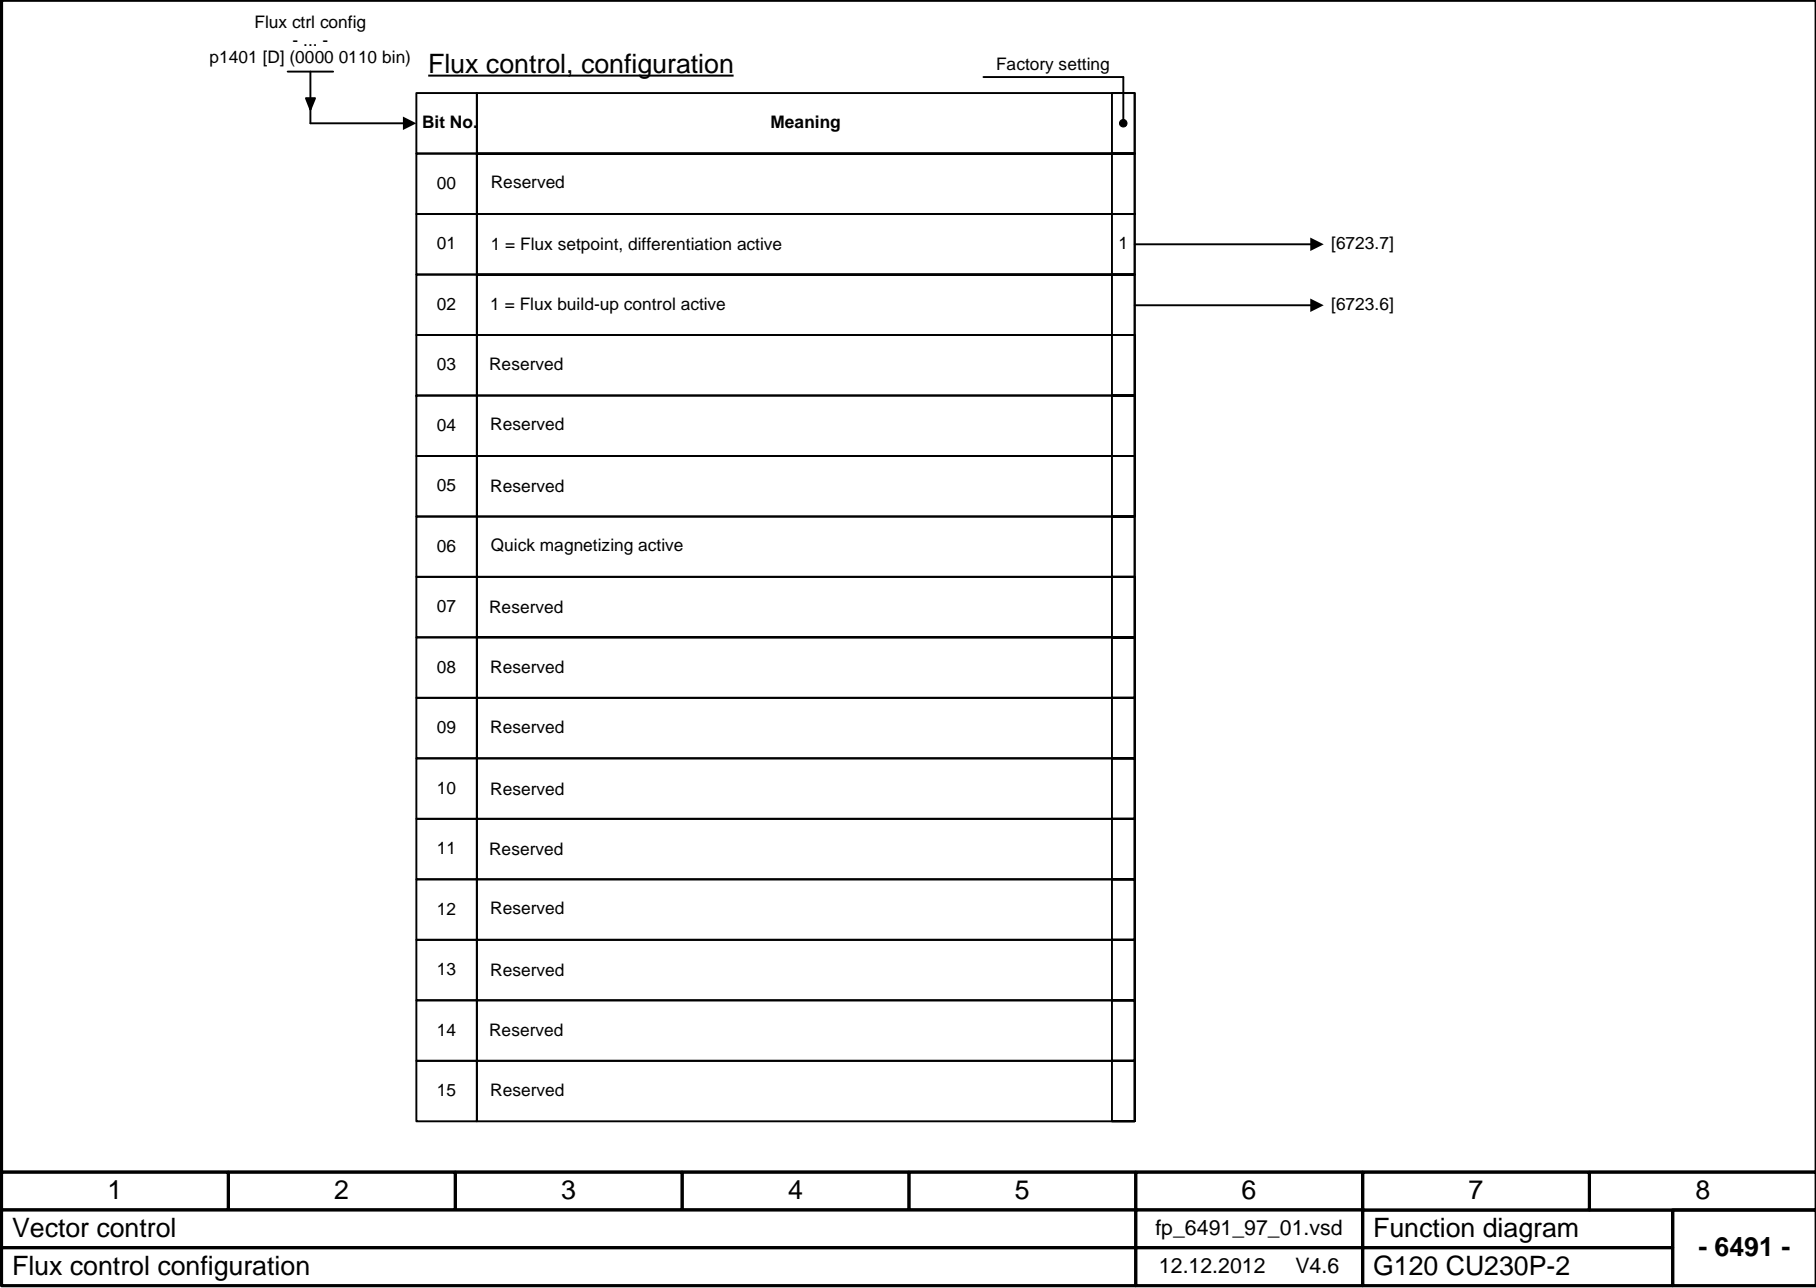 Flux ctrl config
- ... -
p1401 [D] (0000 0110 bin)
Flux control, configuration
Factory setting
Bit No. Meaning
00 Reserved
01 1 = Flux setpoint, differentiation active 1 [6723.7]
02 1 = Flux build-up control active [6723.6]
03 Reserved
04 Reserved
05 Reserved
06 Quick magnetizing active
07 Reserved
08 Reserved
09 Reserved
10 Reserved
11 Reserved
12 Reserved
13 Reserved
14 Reserved
15 Reserved
1 2 3 4 5 6 7 8
Vector control fp_6491_97_01.vsd Function diagram
- 6491 -
Flux control configuration 12.12.2012 V4.6 G120 CU230P-2